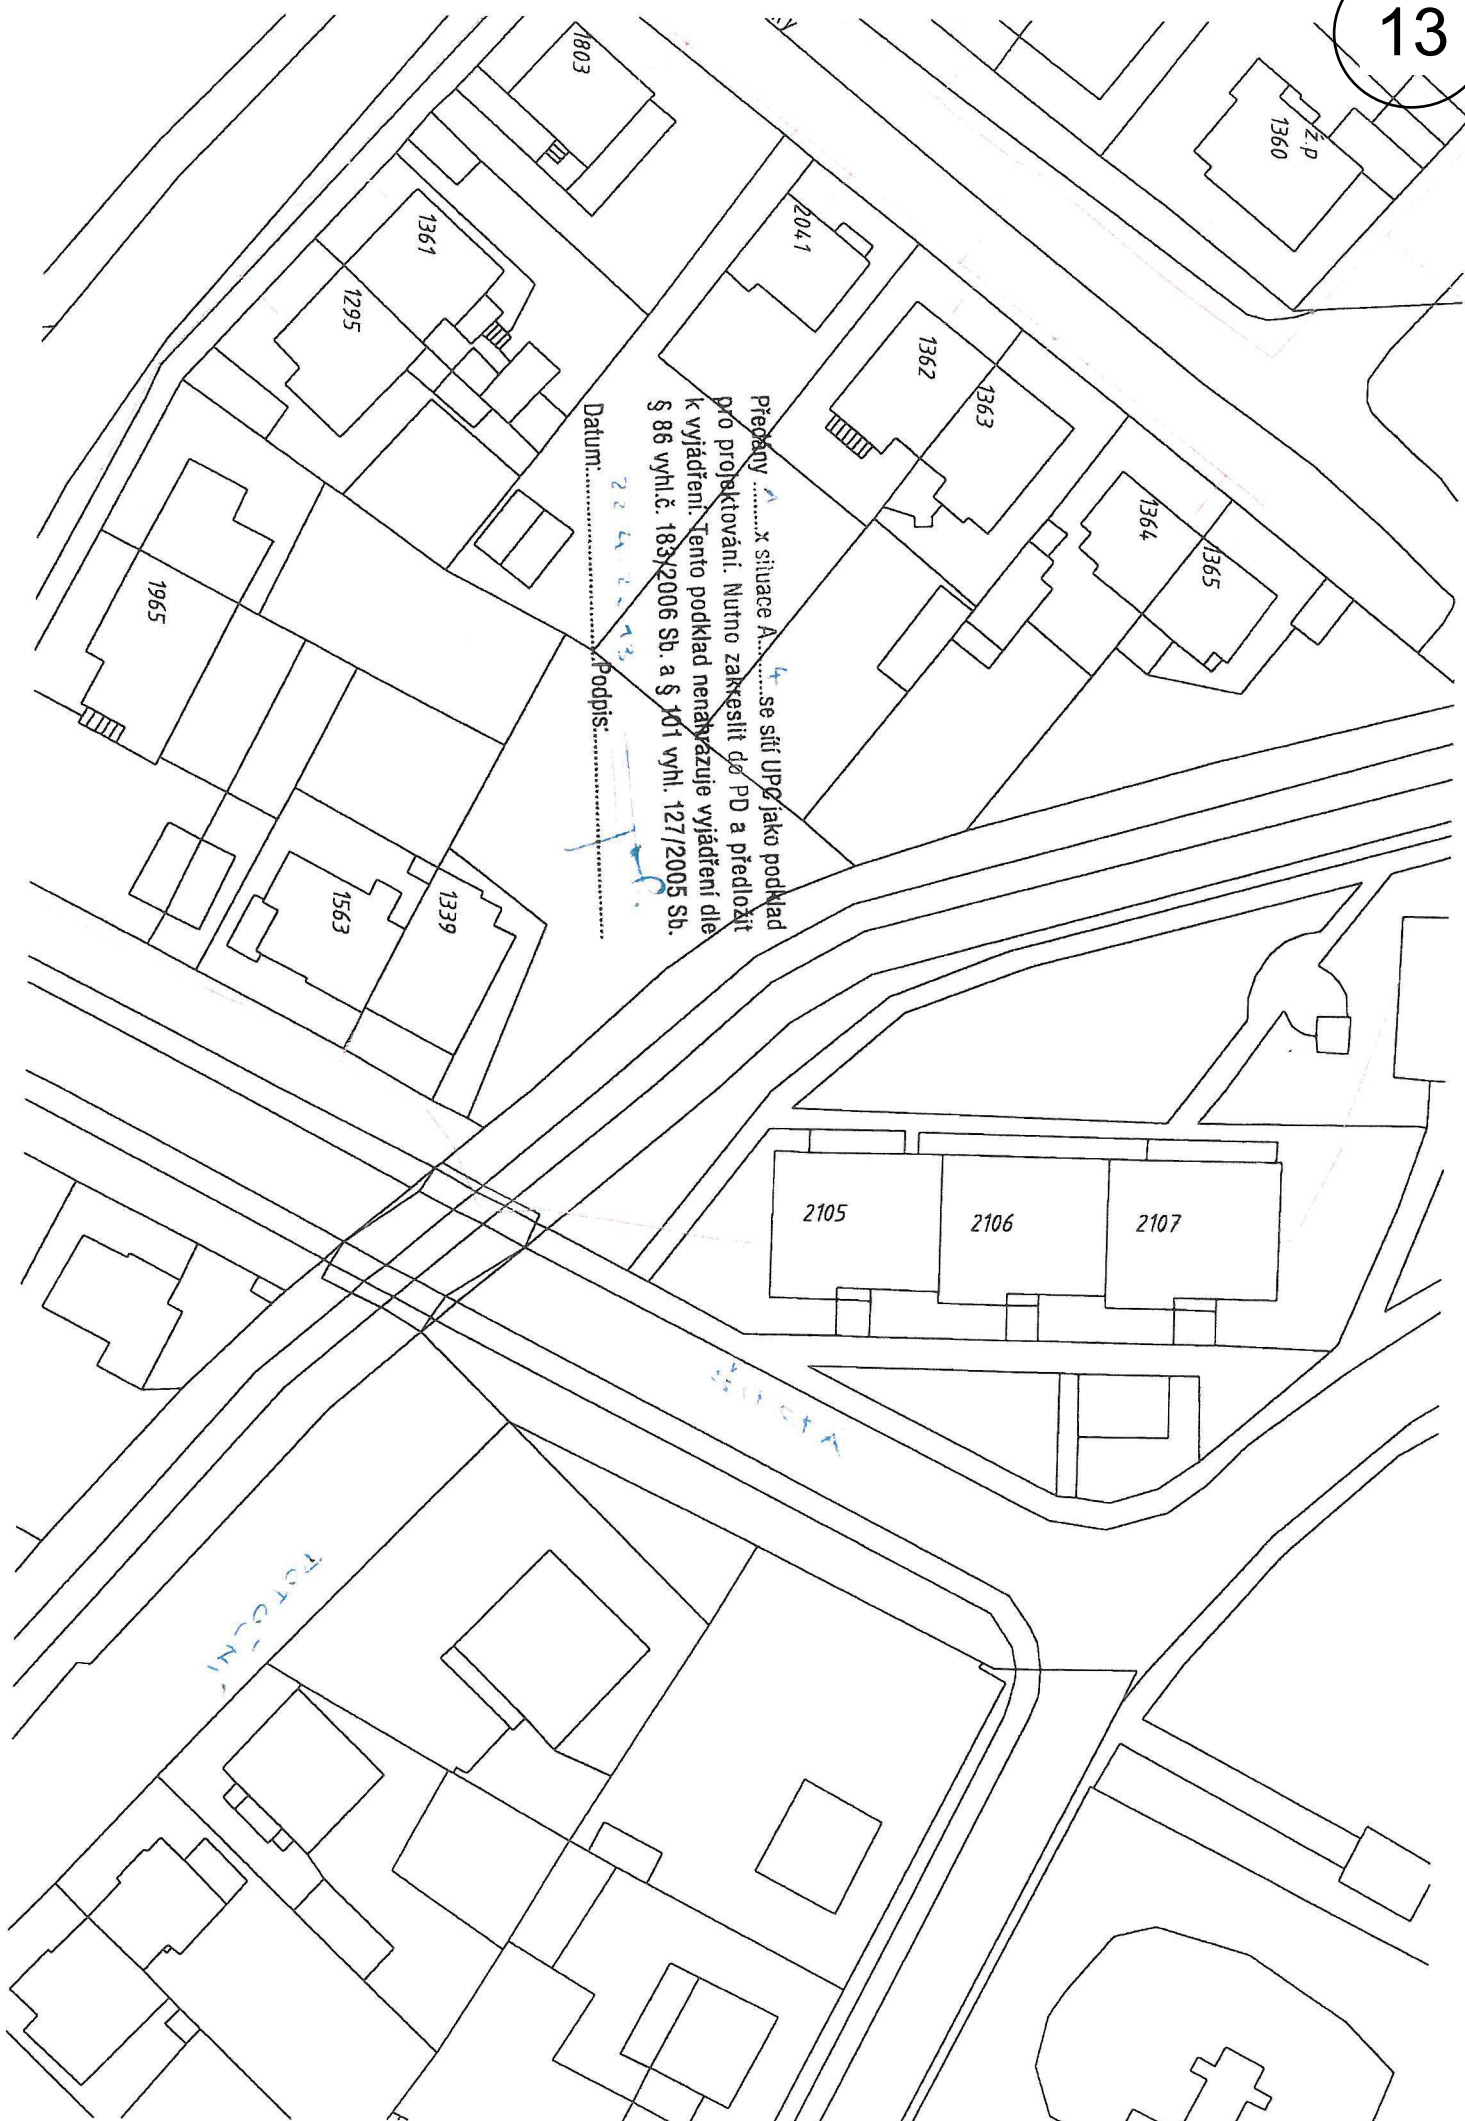 13
1803
ž.p
1360
2041
1361
1295
1362
1363
1364
1365
Předány ........x situace A... 4 ...se sítí UPC jako podklad
pro projektování. Nutno zakreslit do PD a předložit
k vyjádření. Tento podklad nenahrazuje vyjádření dle
§ 86 vyhl.č. 183/2006 Sb. a § 101 vyhl. 127/2005 Sb.
Datum:....................Podpis:....................
1965
1563
1339
2105
2106
2107
POTOČNÍ